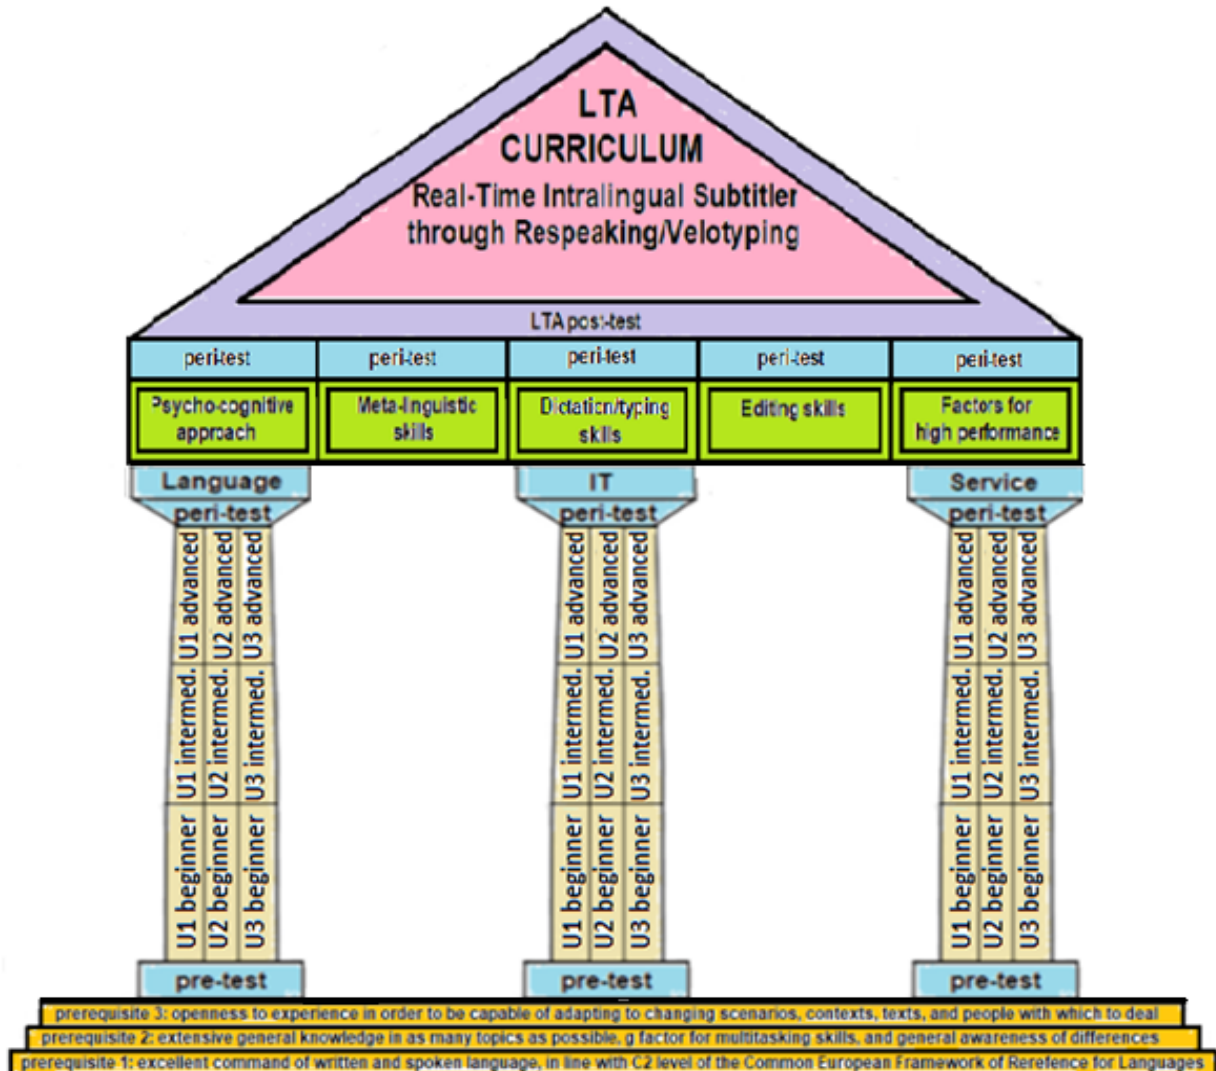 LTA
CURRICULUM
Real-Time Intralingual Subtitler
through Respeaking/Velotyping
LTA post-test
peri-test peri-test peri-test peri-test peri-test
Psycho-cognitive
approach
Meta-linguistic
skills
Dictation/typing
skills
Editing skills
Factors for
high performance
Language IT Service
peri-test peri-test peri-test
U1 advanced U2 advanced U3 advanced U1 advanced U2 advanced U3 advanced U1 advanced U2 advanced U3 advanced
U1 intermed. U2 intermed. U3 intermed. U1 intermed. U2 intermed. U3 intermed. U1 intermed. U2 intermed. U3 intermed.
U1 beginner U2 beginner U3 beginner U1 beginner U2 beginner U3 beginner U1 beginner U2 beginner U3 beginner
pre-test pre-test pre-test
prerequisite 3: openness to experience in order to be capable of adapting to changing scenarios, contexts, texts, and people with which to deal
prerequisite 2: extensive general knowledge in as many topics as possible, g factor for multitasking skills, and general awareness of differences
prerequisite 1: excellent command of written and spoken language, in line with C2 level of the Common European Framework of Rerefence for Languages